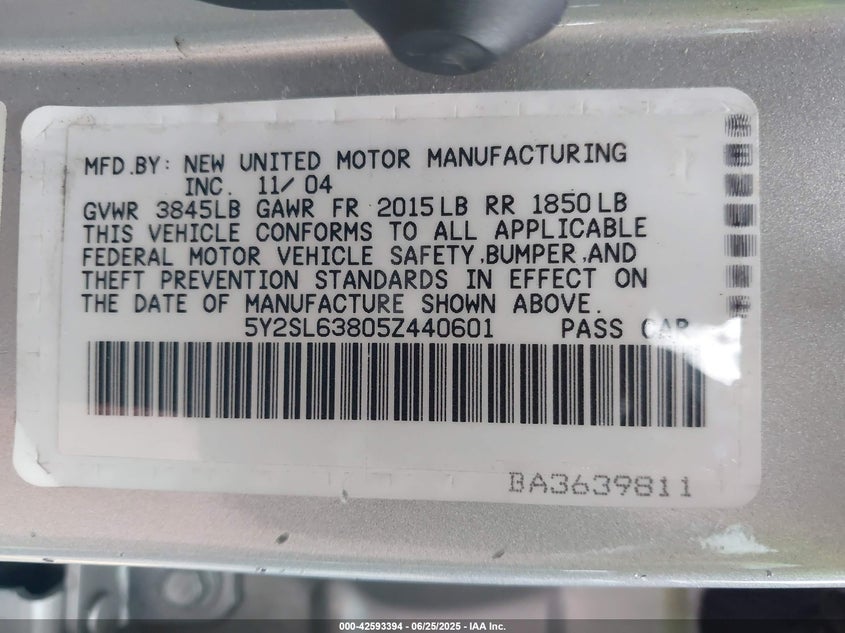 MFD.BY: NEW UNITED MOTOR MANUFACTURING
INC. 11/04
GVWR 3845LB GAWR FR 2015LB RR 1850LB
THIS VEHICLE CONFORMS TO ALL APPLICABLE
FEDERAL MOTOR VEHICLE SAFETY,BUMPER,AND
THEFT PREVENTION STANDARDS IN EFFECT ON
THE DATE OF MANUFACTURE SHOWN ABOVE.
5Y2SL63805Z440601 PASS CAR
BA3639811
000-42593394 - 06/25/2025 - IAA Inc.